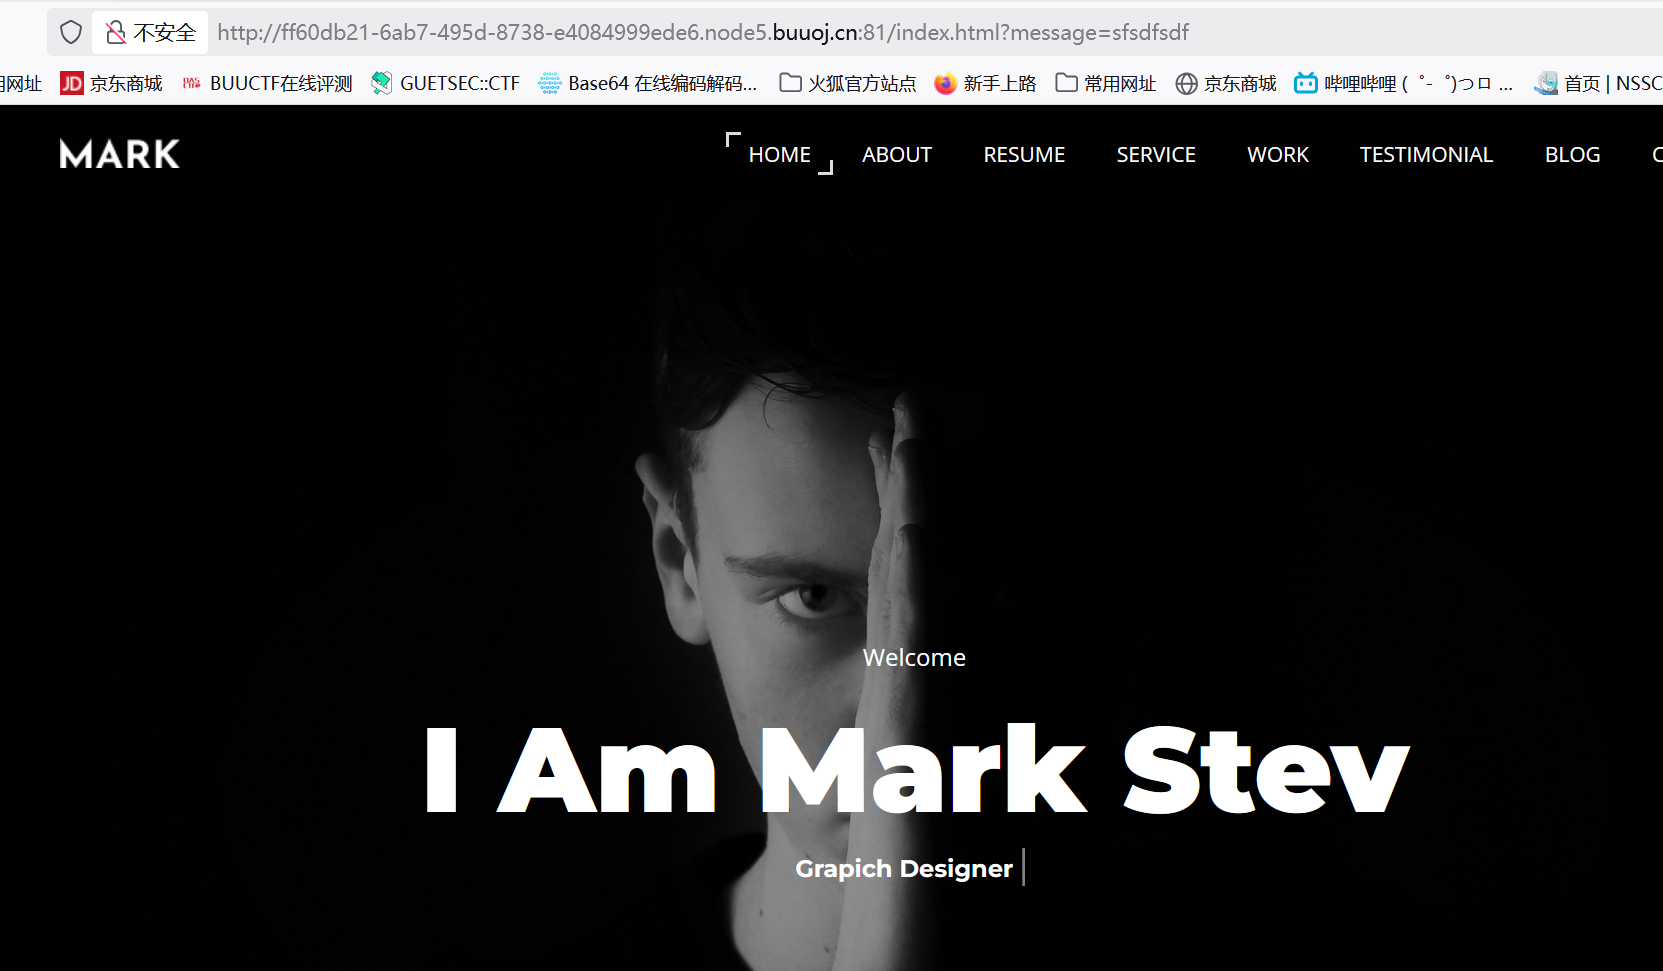 不安全 http://ff60db21-6ab7-495d-8738-e4084999ede6.node5.buuoj.cn:81/index.html?message=sfsdfsdf
网址 JD 京东商城 BUUCTF在线评测 GUETSEC::CTF Base64 在线编码解码... 火狐官方站点 新手上路 常用网址 京东商城 哔哩哔哩 ( ゜- ゜)つロ ... 首页 | NSSC
MARK HOME ABOUT RESUME SERVICE WORK TESTIMONIAL BLOG
Welcome
I Am Mark Stev
Grapich Designer